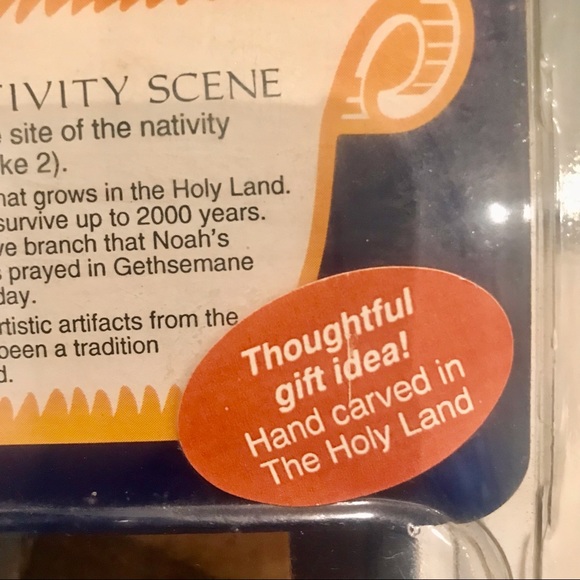 TIVITY SCENE
site of the nativity
ke 2).
hat grows in the Holy Land.
survive up to 2000 years.
ve branch that Noah's
s prayed in Gethsemane
day.
rtistic artifacts from the
been a tradition
d.
Thoughtful
gift idea!
Hand carved in
The Holy Land